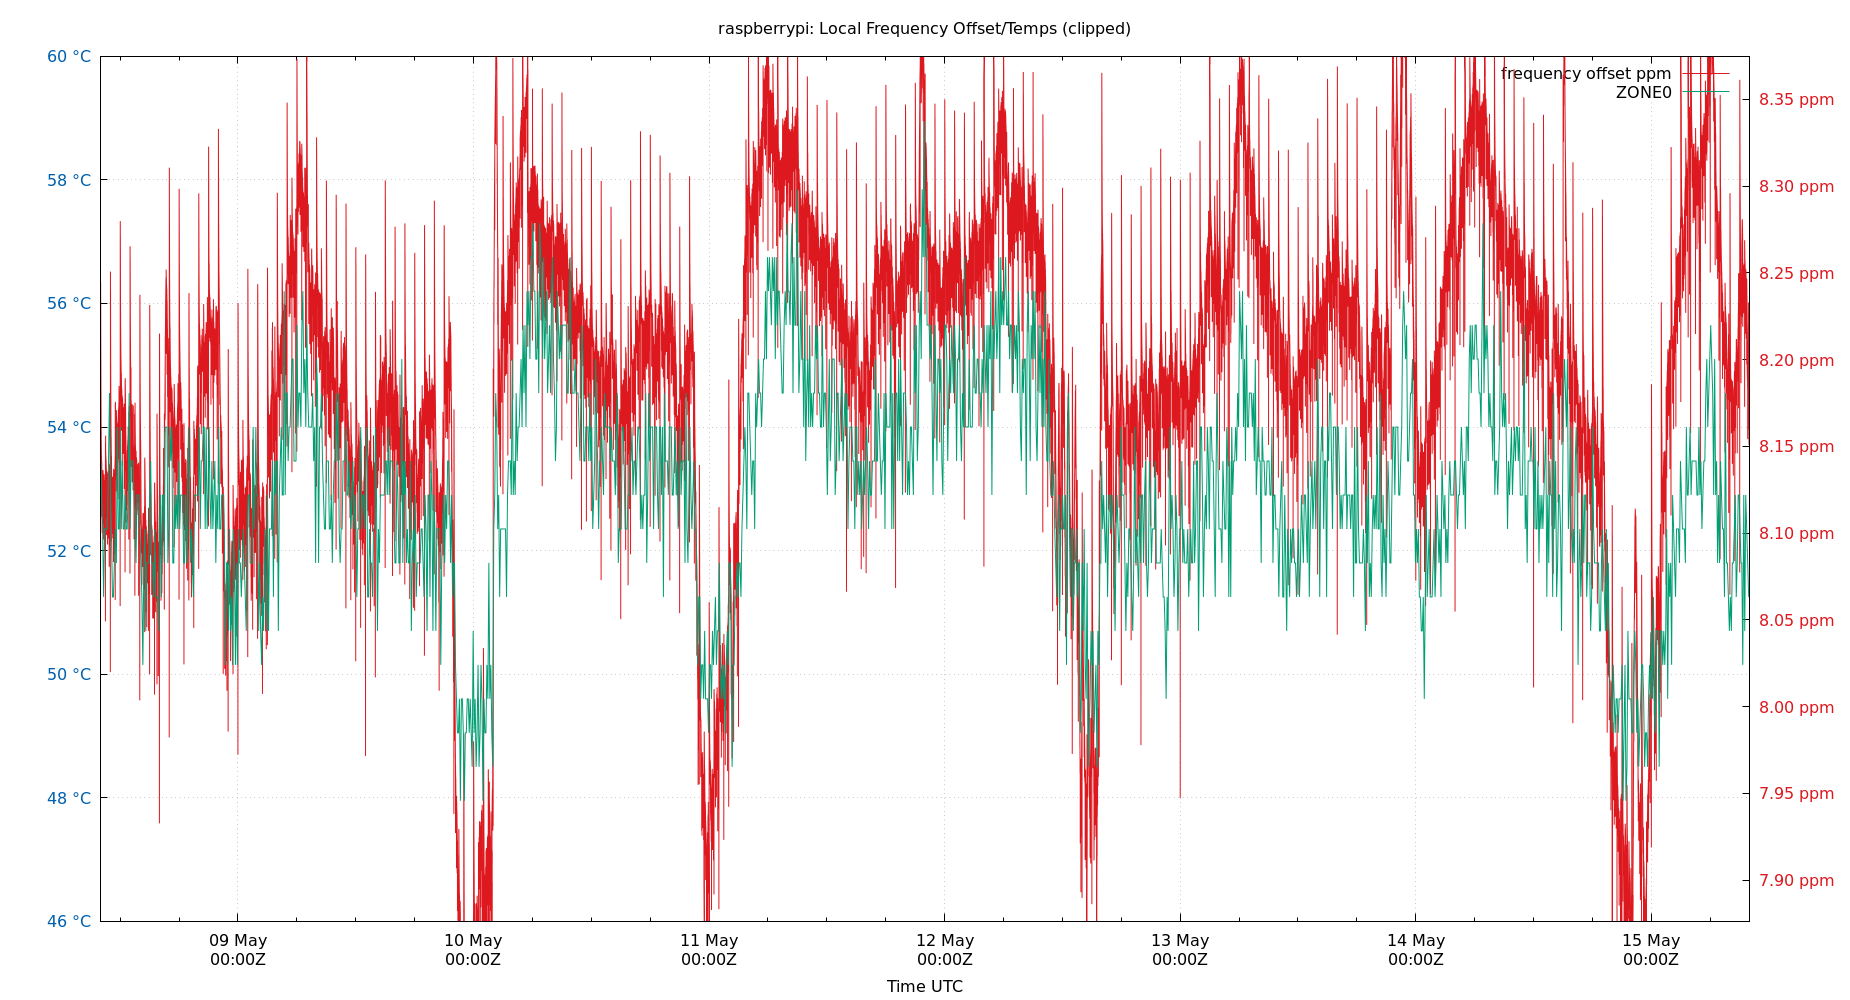 raspberrypi: Local Frequency Offset/Temps (clipped)
60 °C
58 °C
56 °C
54 °C
52 °C
50 °C
48 °C
46 °C
frequency offset ppm
ZONE0
8.35 ppm
8.30 ppm
8.25 ppm
8.20 ppm
8.15 ppm
8.10 ppm
8.05 ppm
8.00 ppm
7.95 ppm
7.90 ppm
09 May 10 May 11 May 12 May 13 May 14 May 15 May
00:00Z 00:00Z 00:00Z 00:00Z 00:00Z 00:00Z 00:00Z
Time UTC